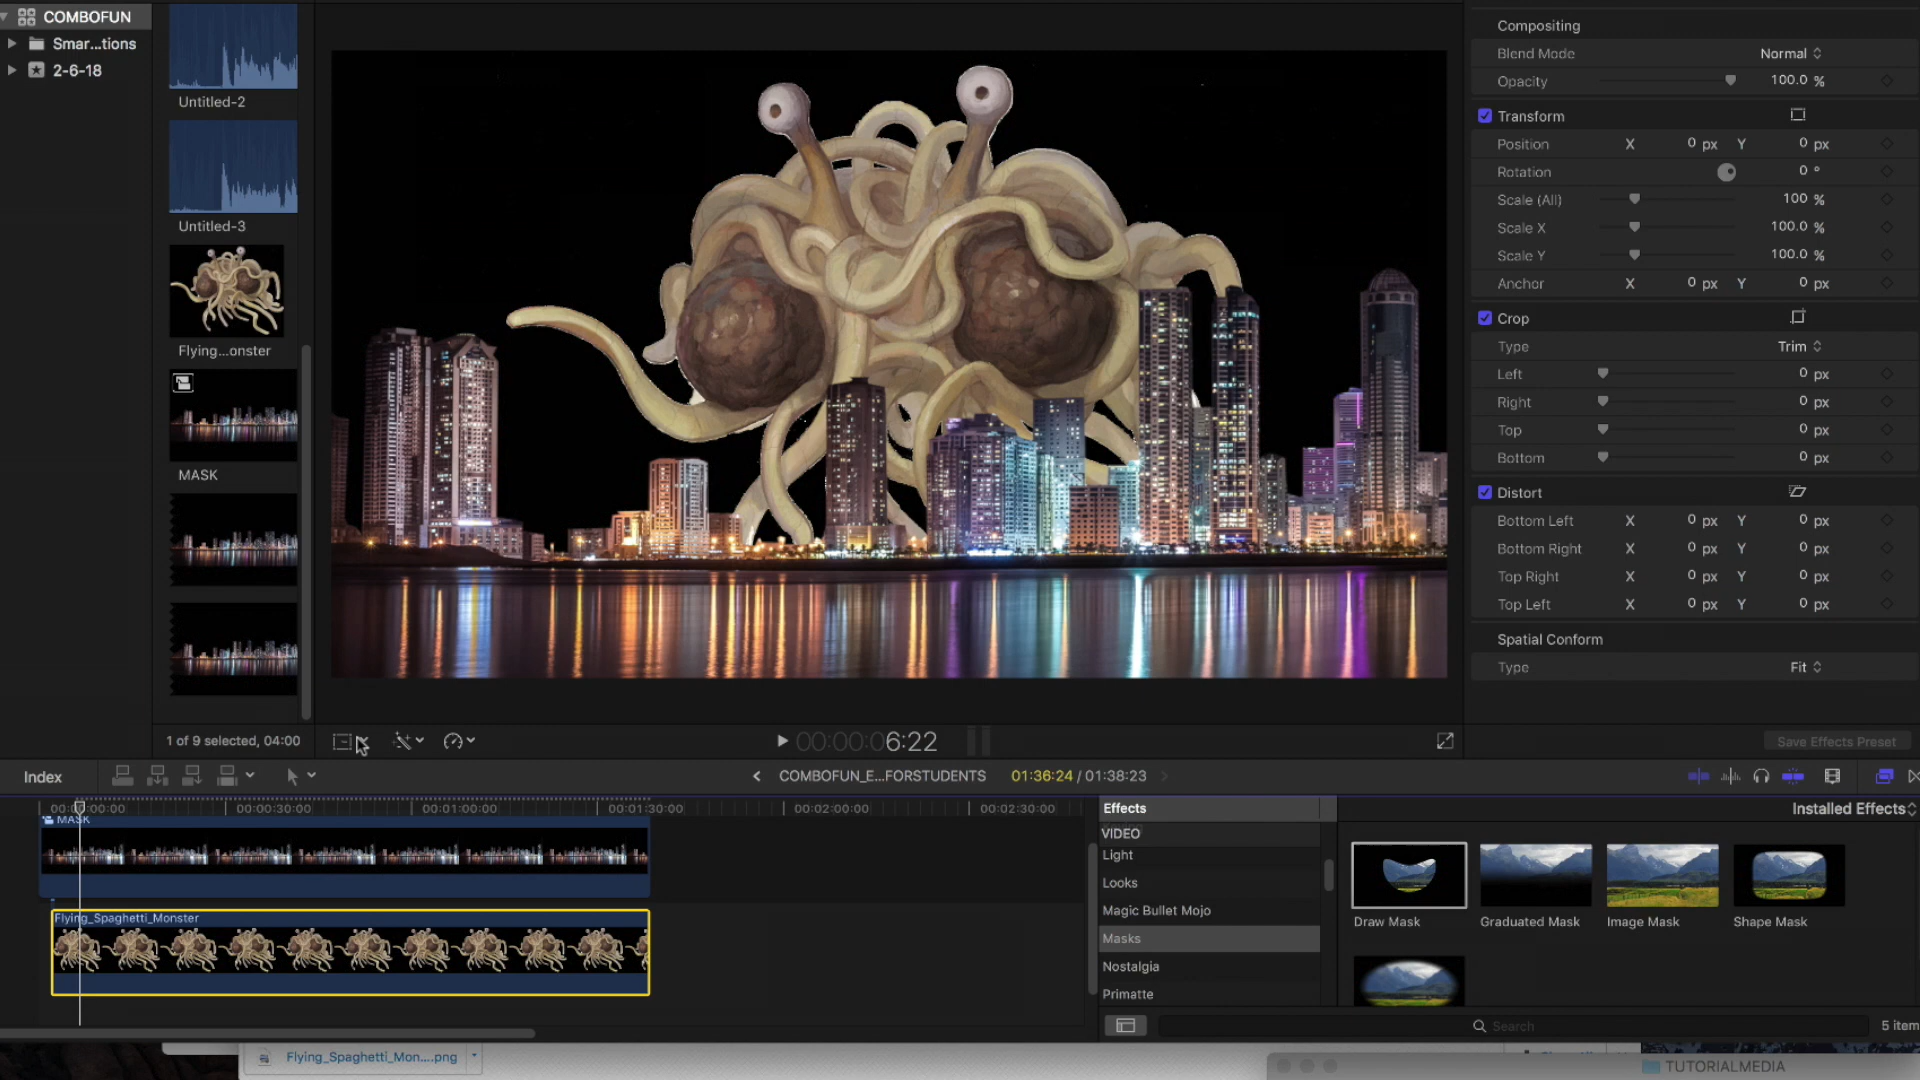 COMBOFUN
Smar...tions
2-6-18
Untitled-2
Untitled-3
Flying...onster
MASK
1 of 9 selected, 04:00
00:00:06:22
Compositing
Blend Mode Normal
Opacity 100.0 %
Transform
Position X 0 px Y 0 px
Rotation 0 °
Scale (All) 100 %
Scale X 100.0 %
Scale Y 100.0 %
Anchor X 0 px Y 0 px
Crop
Type Trim
Left 0 px
Right 0 px
Top 0 px
Bottom 0 px
Distort
Bottom Left X 0 px Y 0 px
Bottom Right X 0 px Y 0 px
Top Right X 0 px Y 0 px
Top Left X 0 px Y 0 px
Spatial Conform
Type Fit
Save Effects Preset
Index
COMBOFUN_E...FORSTUDENTS 01:36:24 / 01:38:23
00:00:00:00 00:00:30:00 00:01:00:00 00:01:30:00 00:02:00:00 00:02:30:00
MASK
Flying_Spaghetti_Monster
Effects
VIDEO
Light
Looks
Magic Bullet Mojo
Masks
Nostalgia
Primatte
Installed Effects
Draw Mask
Graduated Mask
Image Mask
Shape Mask
Search
5 item
Flying_Spaghetti_Mon....png
TUTORIALMEDIA